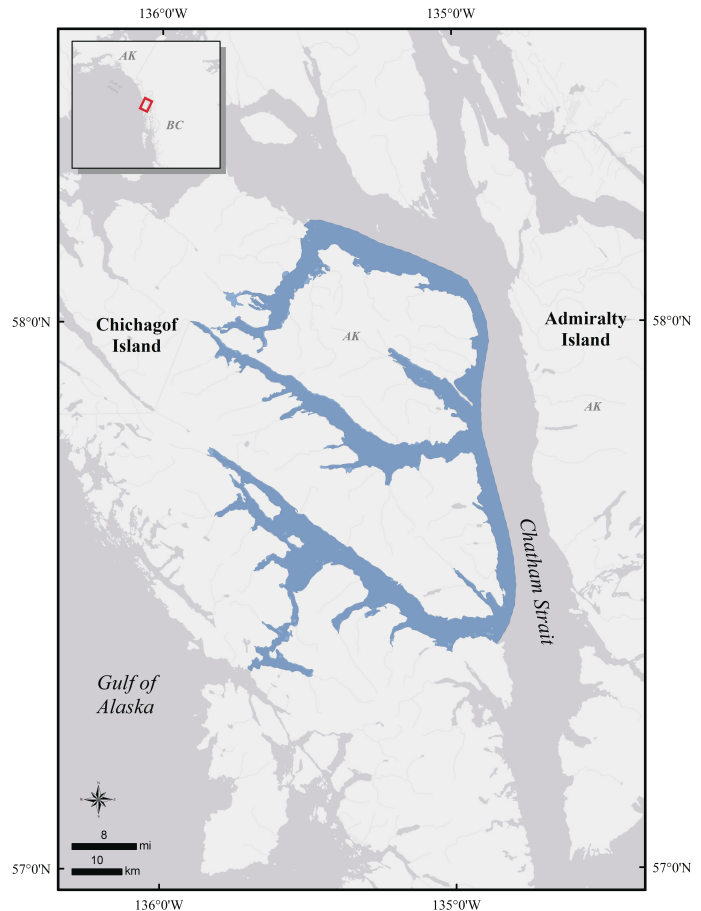 136°0'W
135°0'W
AK
BC
58°0'N
Chichagof
Island
AK
Admiralty
Island
58°0'N
AK
Chatham Strait
Gulf of
Alaska
8
mi
10
km
57°0'N
57°0'N
136°0'W
135°0'W